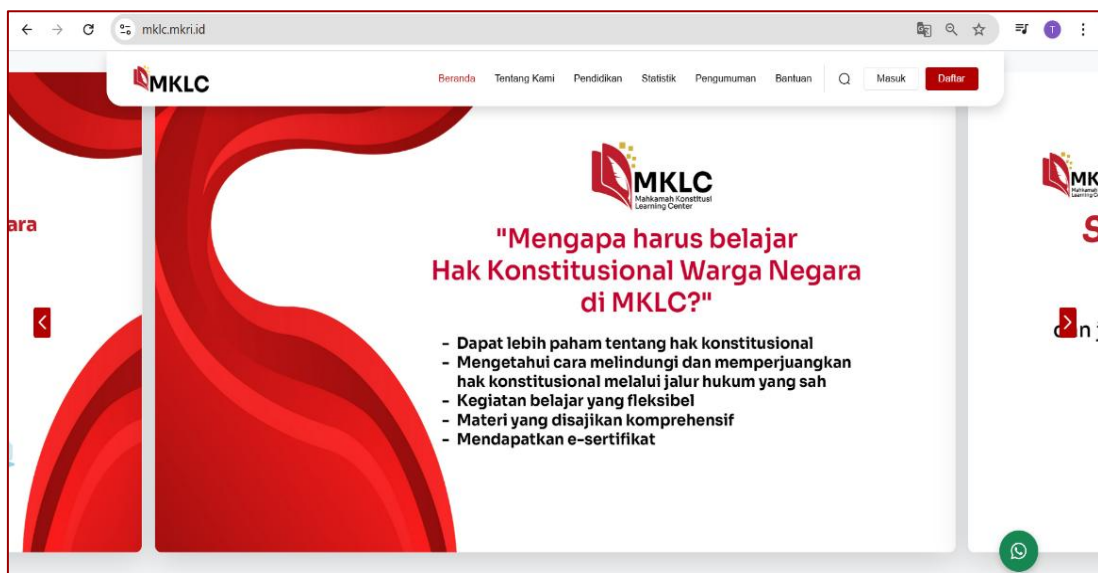 mklc.mkri.id
T
MKLC
Beranda
Tentang Kami
Pendidikan
Statistik
Pengumuman
Bantuan
Masuk
Daftar
ara
MKLC
Mahkamah Konstitusi
Learning Center
"Mengapa harus belajar
Hak Konstitusional Warga Negara
di MKLC?"
- Dapat lebih paham tentang hak konstitusional
- Mengetahui cara melindungi dan memperjuangkan
hak konstitusional melalui jalur hukum yang sah
- Kegiatan belajar yang fleksibel
- Materi yang disajikan komprehensif
- Mendapatkan e-sertifikat
MK
S